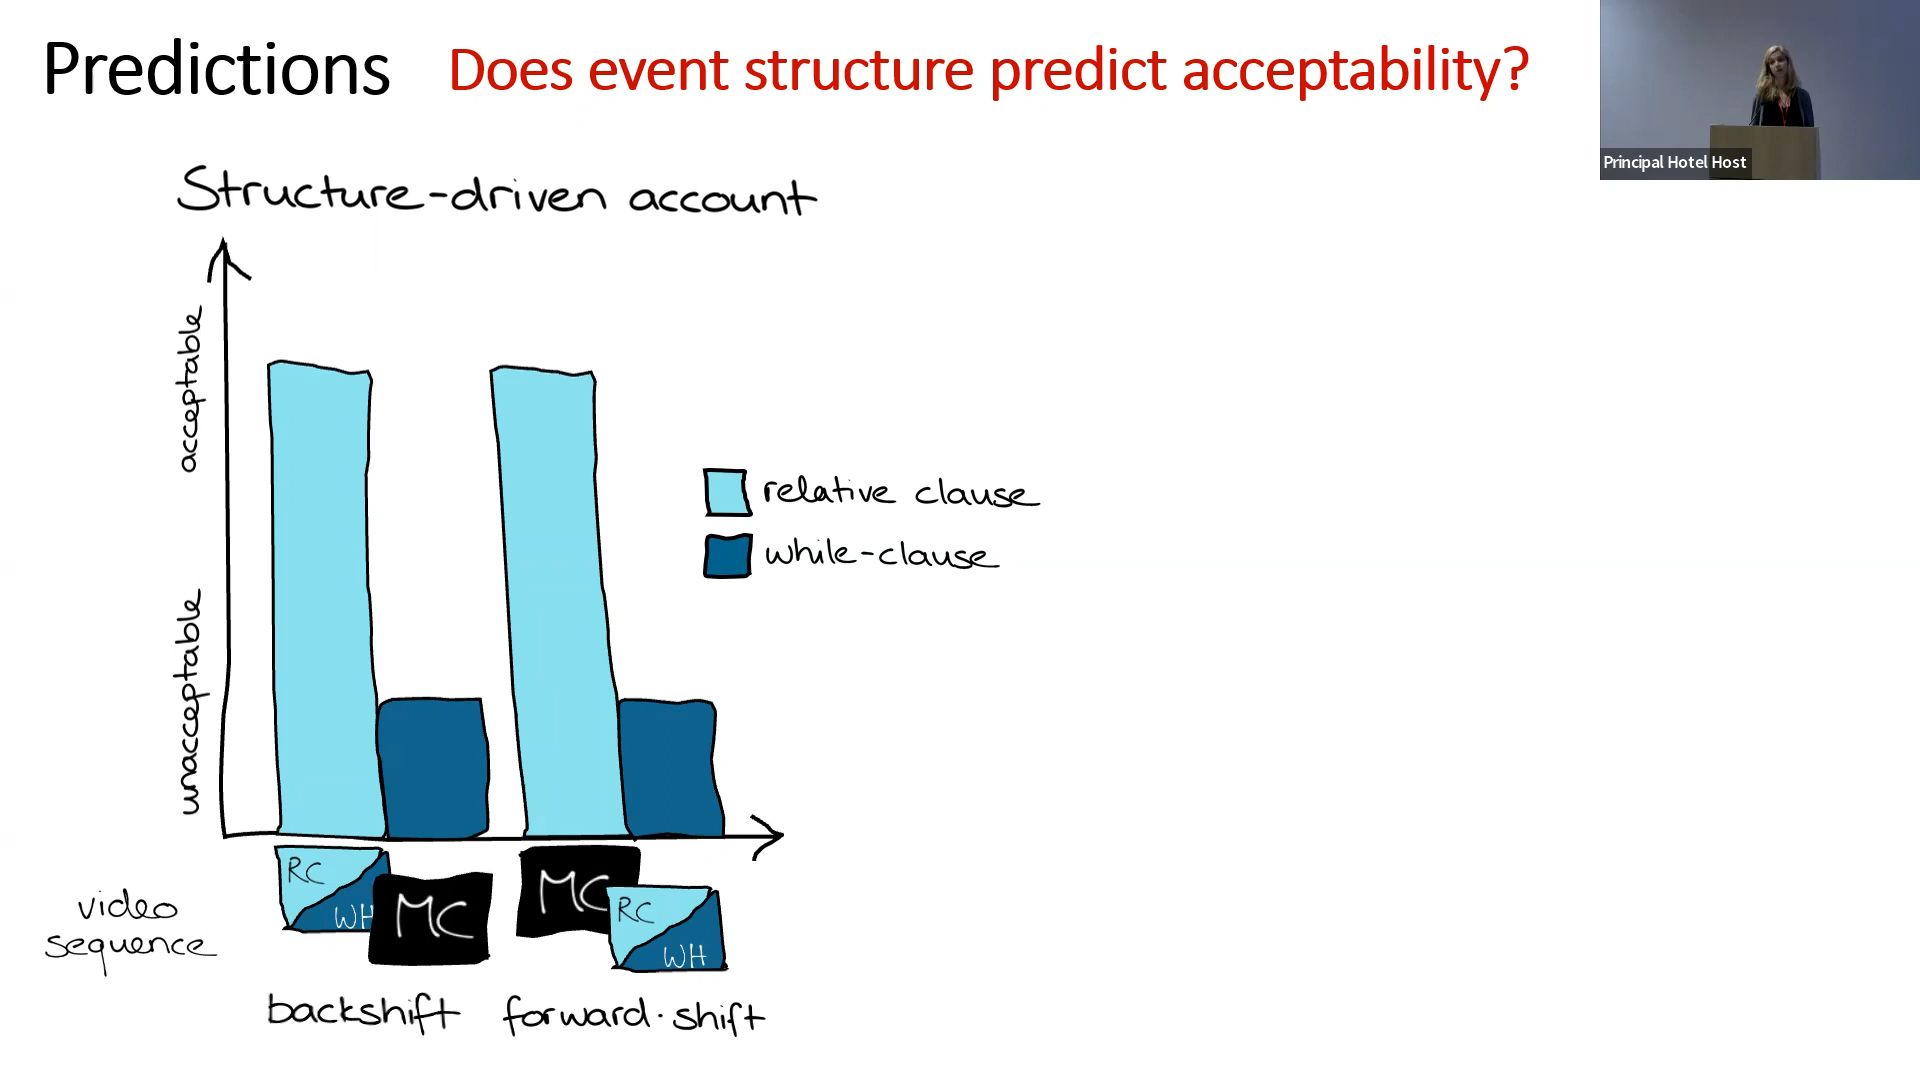 Predictions Does event structure predict acceptability?
Principal Hotel Host
Structure-driven account
acceptable
unacceptable
relative clause
while-clause
RC
WH
MC
MC
RC
WH
video
sequence
backshift
forward-shift